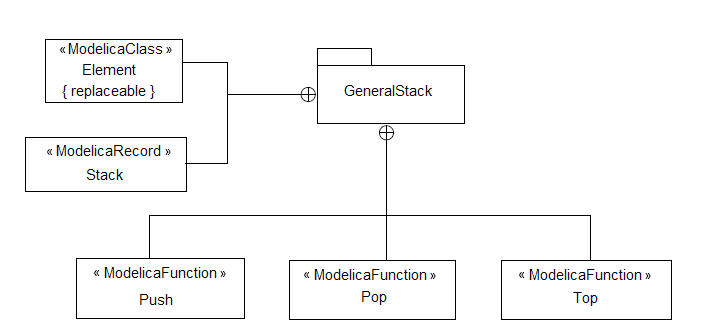 « ModelicaClass »
Element
{ replaceable }
GeneralStack
« ModelicaRecord »
Stack
« ModelicaFunction »
Push
« ModelicaFunction »
Pop
« ModelicaFunction »
Top